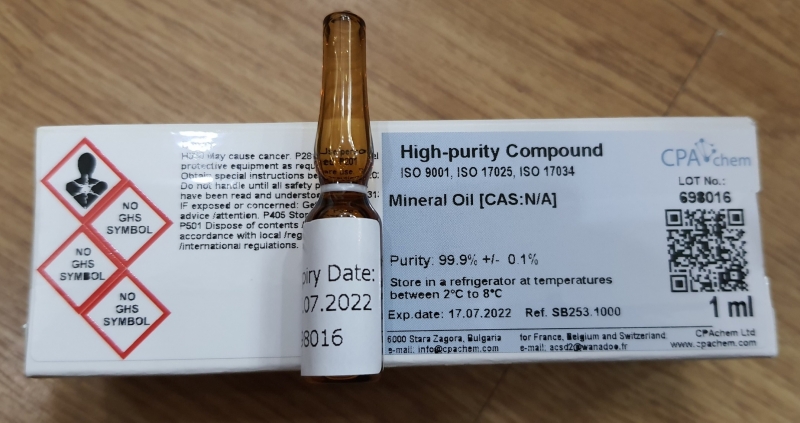 NO
GHS
SYMBOL
NO
GHS
SYMBOL
NO
GHS
SYMBOL
May cause cancer. P28
protective equipment as
Obtain special instructions
Do not handle until all safety
have been read and
IF exposed or concerned:
advice /attention. P405
P501 Dispose of contents
accordance with local
/international regulations.
Date:
.07.2022
8016
High-purity Compound
ISO 9001, ISO 17025, ISO 17034
Mineral Oil [CAS:N/A]
Purity: 99.9% +/- 0.1%
Store in a refrigerator at temperatures
between 2°C to 8°C
Exp.date: 17.07.2022 Ref. SB253.1000
CPAchem
LOT No.:
698016
1 ml
6000 Stara Zagora, Bulgaria
e-mail: info@cpachem.com
for France, Belgium and Switzerland:
e-mail: acsd2@wanadoo.fr
CPAchem Ltd
www.cpachem.com